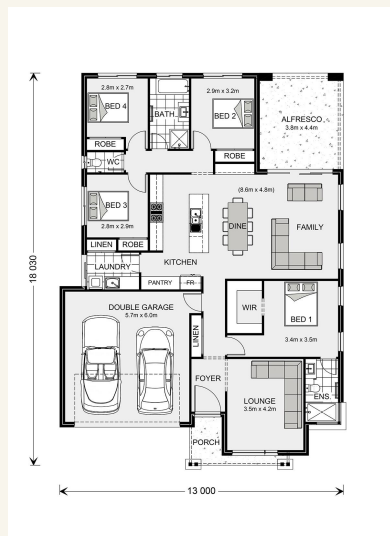 2.8m x 2.7m
BED 4
BATH
2.9m x 3.2m
BED 2
ALFRESCO
3.8m x 4.4m
ROBE
WC
ROBE
BED 3
2.8m x 2.9m
(8.6m x 4.8m)
DINE
FAMILY
LINEN
ROBE
KITCHEN
LAUNDRY
PANTRY
FR
18 030
DOUBLE GARAGE
5.7m x 6.0m
LINEN
WIR
BED 1
3.4m x 3.5m
FOYER
LOUNGE
3.5m x 4.2m
ENS.
PORCH
13 000